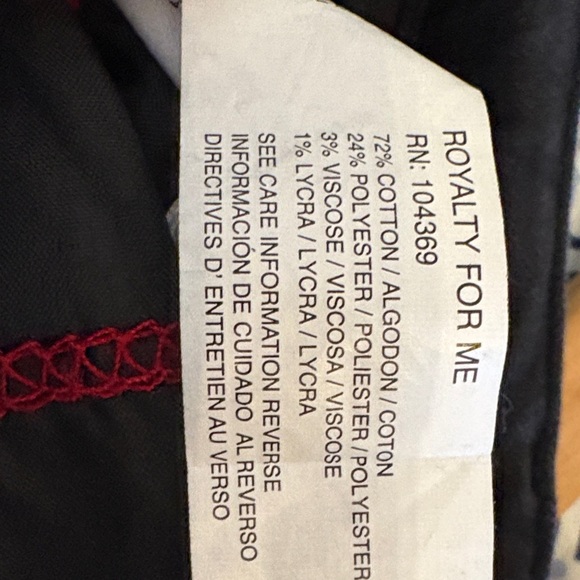 ROYALTY FOR ME
RN: 104369
72% COTTON / ALGODON / COTON
24% POLYESTER / POLIESTER / POLYESTER
3% VISCOSE / VISCOSA / VISCOSE
1% LYCRA / LYCRA / LYCRA
SEE CARE INFORMATION REVERSE
INFORMACIÓN DE CUIDADO AL REVERSO
DIRECTIVES D' ENTRETIEN AU VERSO